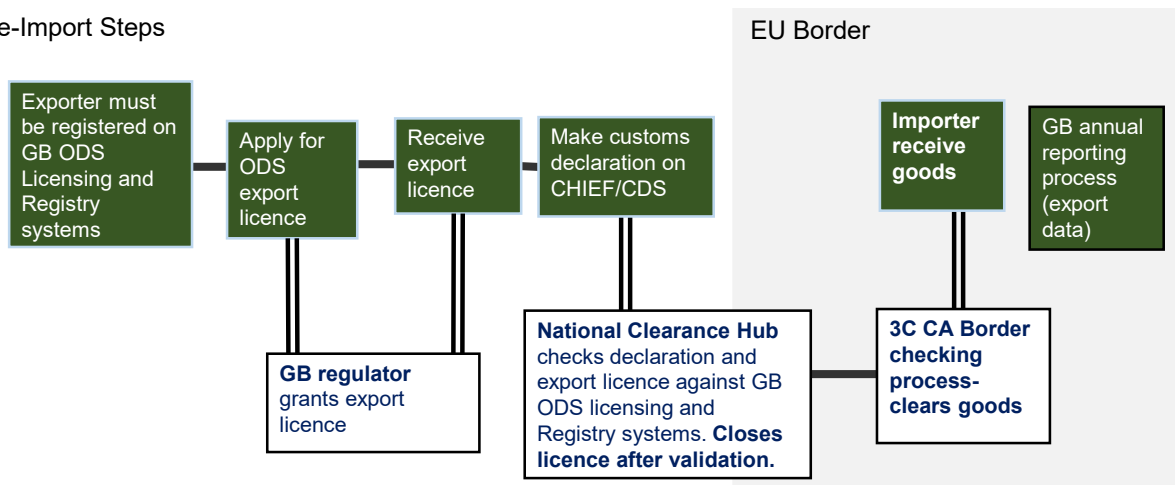 e-Import Steps
EU Border
Exporter must
be registered on
GB ODS
Licensing and
Registry
systems
Apply for
ODS
export
licence
Receive
export
licence
Make customs
declaration on
CHIEF/CDS
Importer
receive
goods
GB annual
reporting
process
(export
data)
GB regulator
grants export
licence
National Clearance Hub
checks declaration and
export licence against GB
ODS licensing and
Registry systems. Closes
licence after validation.
3C CA Border
checking
process-
clears goods